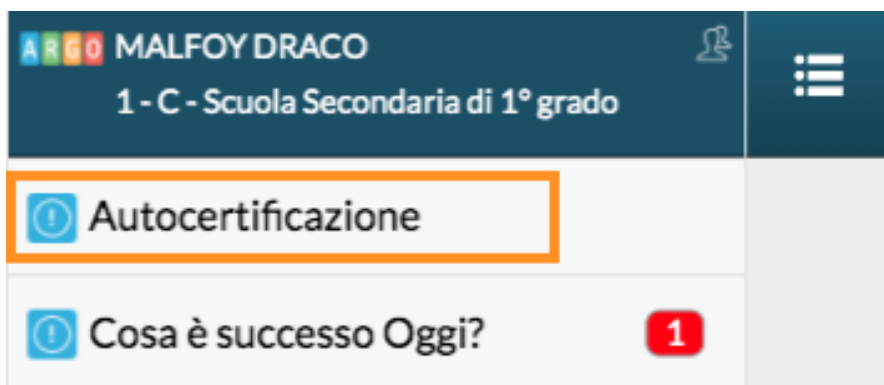 ARGO MALFOY DRACO
1 - C - Scuola Secondaria di 1° grado
Autocertificazione
Cosa è successo Oggi? 1